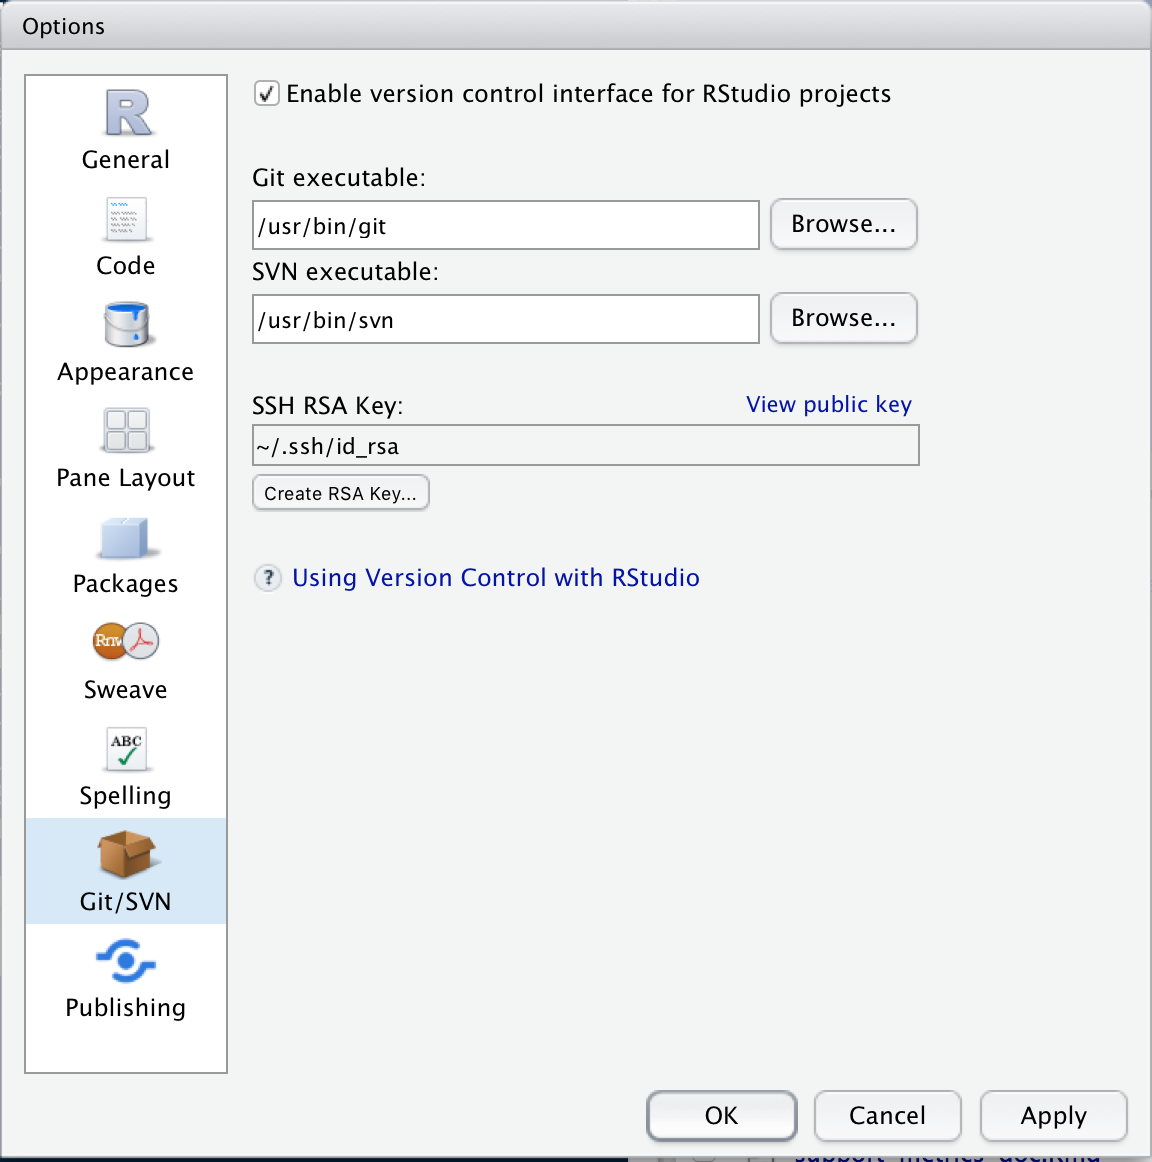 Options
General
Code
Appearance
Pane Layout
Packages
Rnw
Sweave
ABC
Spelling
Git/SVN
Publishing
Enable version control interface for RStudio projects
Git executable:
/usr/bin/git
Browse...
SVN executable:
/usr/bin/svn
Browse...
SSH RSA Key:
View public key
~/.ssh/id_rsa
Create RSA Key...
? Using Version Control with RStudio
OK
Cancel
Apply